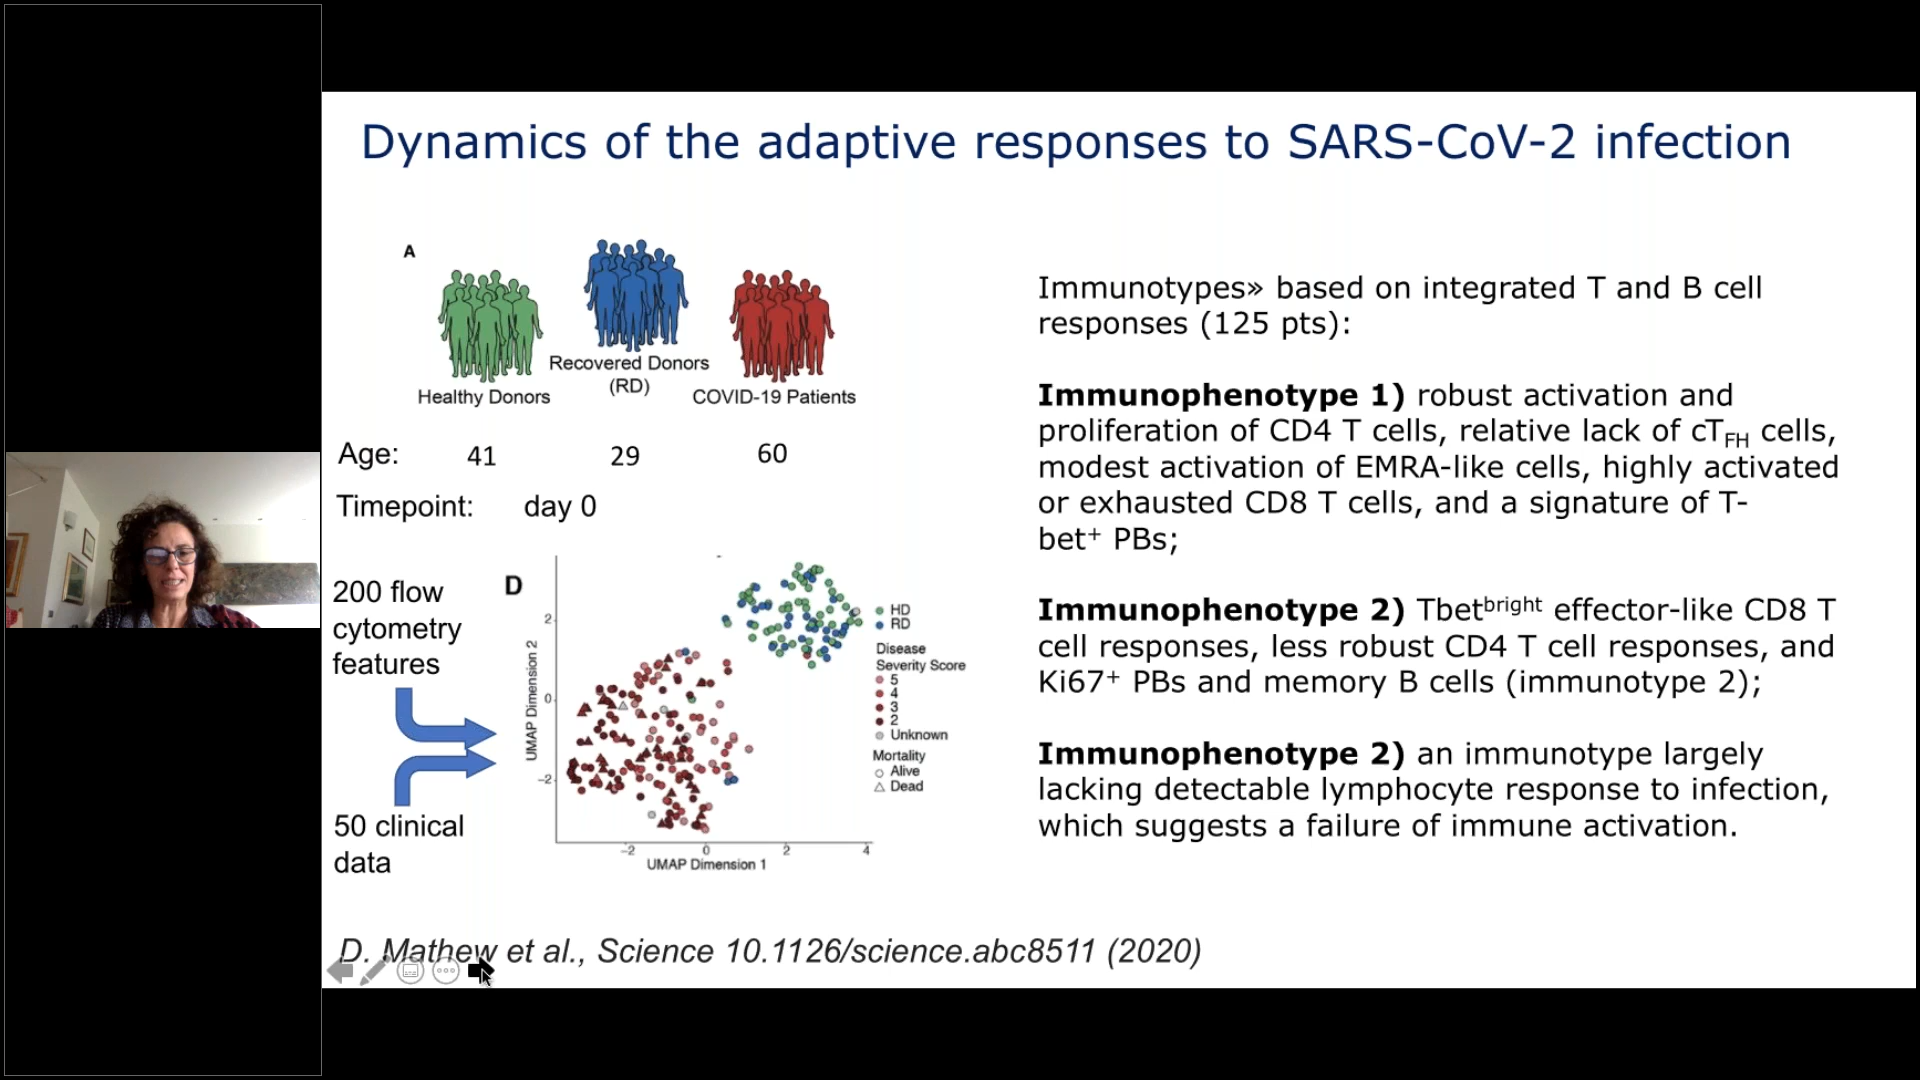 Dynamics of the adaptive responses to SARS-CoV-2 infection
A
Healthy Donors
Recovered Donors
(RD)
COVID-19 Patients
Age: 41 29 60
Timepoint: day 0
200 flow
cytometry
features
50 clinical
data
D
UMAP Dimension 2
2
0
−2
−2 0 2 4
UMAP Dimension 1
HD
RD
Disease
Severity Score
5
4
3
2
Unknown
Mortality
Alive
Dead
Immunotypes» based on integrated T and B cell
responses (125 pts):
Immunophenotype 1) robust activation and
proliferation of CD4 T cells, relative lack of cTFH cells,
modest activation of EMRA-like cells, highly activated
or exhausted CD8 T cells, and a signature of T-
bet⁺ PBs;
Immunophenotype 2) Tbetbright effector-like CD8 T
cell responses, less robust CD4 T cell responses, and
Ki67⁺ PBs and memory B cells (immunotype 2);
Immunophenotype 2) an immunotype largely
lacking detectable lymphocyte response to infection,
which suggests a failure of immune activation.
D. Mathew et al., Science 10.1126/science.abc8511 (2020)